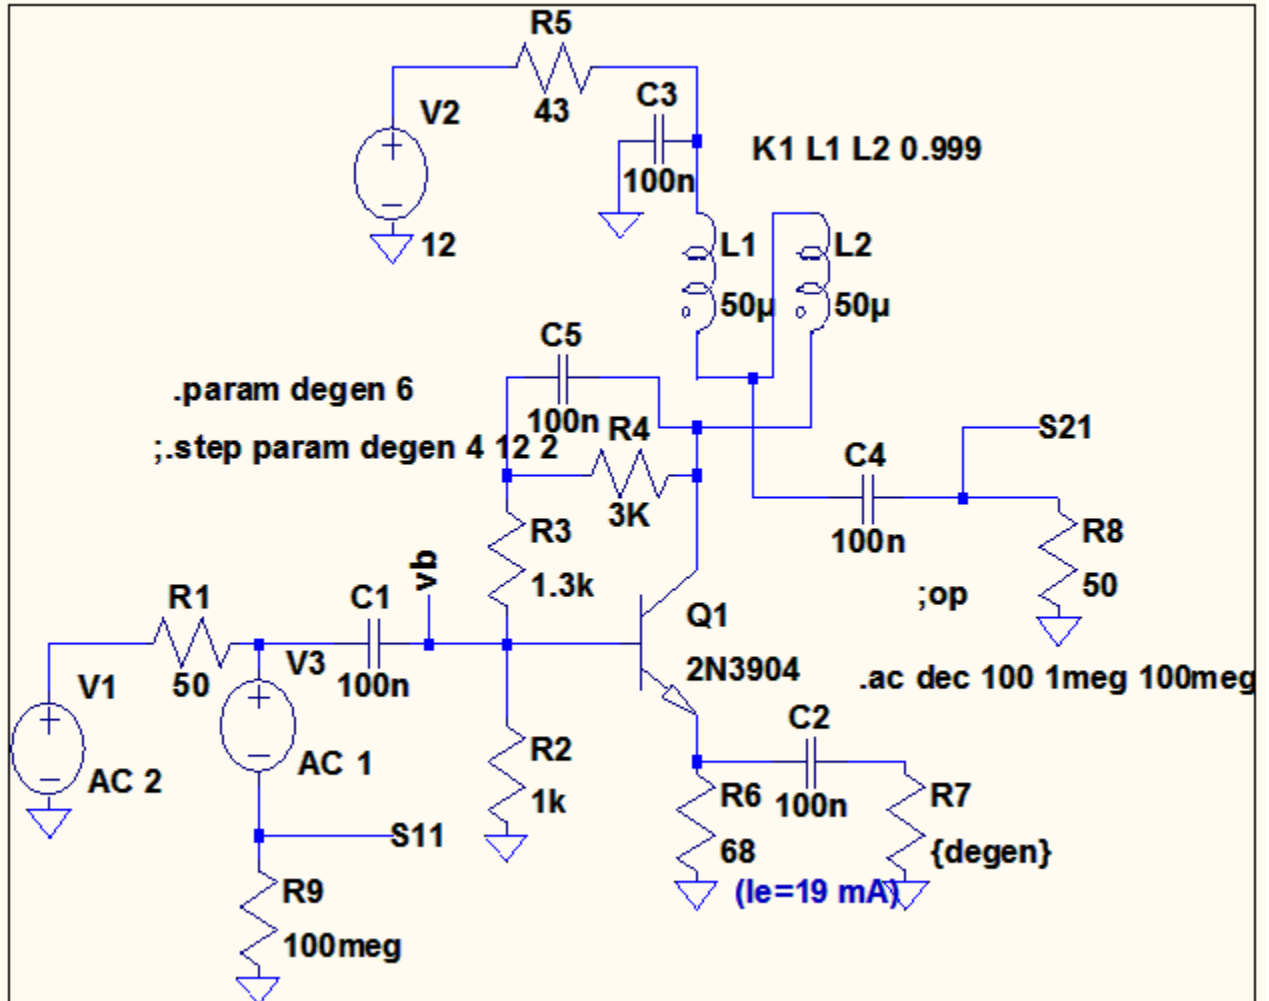 R5
43
V2
12
C3
100n
K1 L1 L2 0.999
L1
50µ
L2
50µ
C5
100n
.param degen 6
;.step param degen 4 12 2
R4
3K
S21
C4
100n
R8
50
R3
1.3k
vb
;op
R1
50
C1
100n
V3
AC 1
V1
AC 2
Q1
2N3904
.ac dec 100 1meg 100meg
C2
100n
R2
1k
R6
68
R7
{degen}
(Ie=19 mA)
S11
R9
100meg